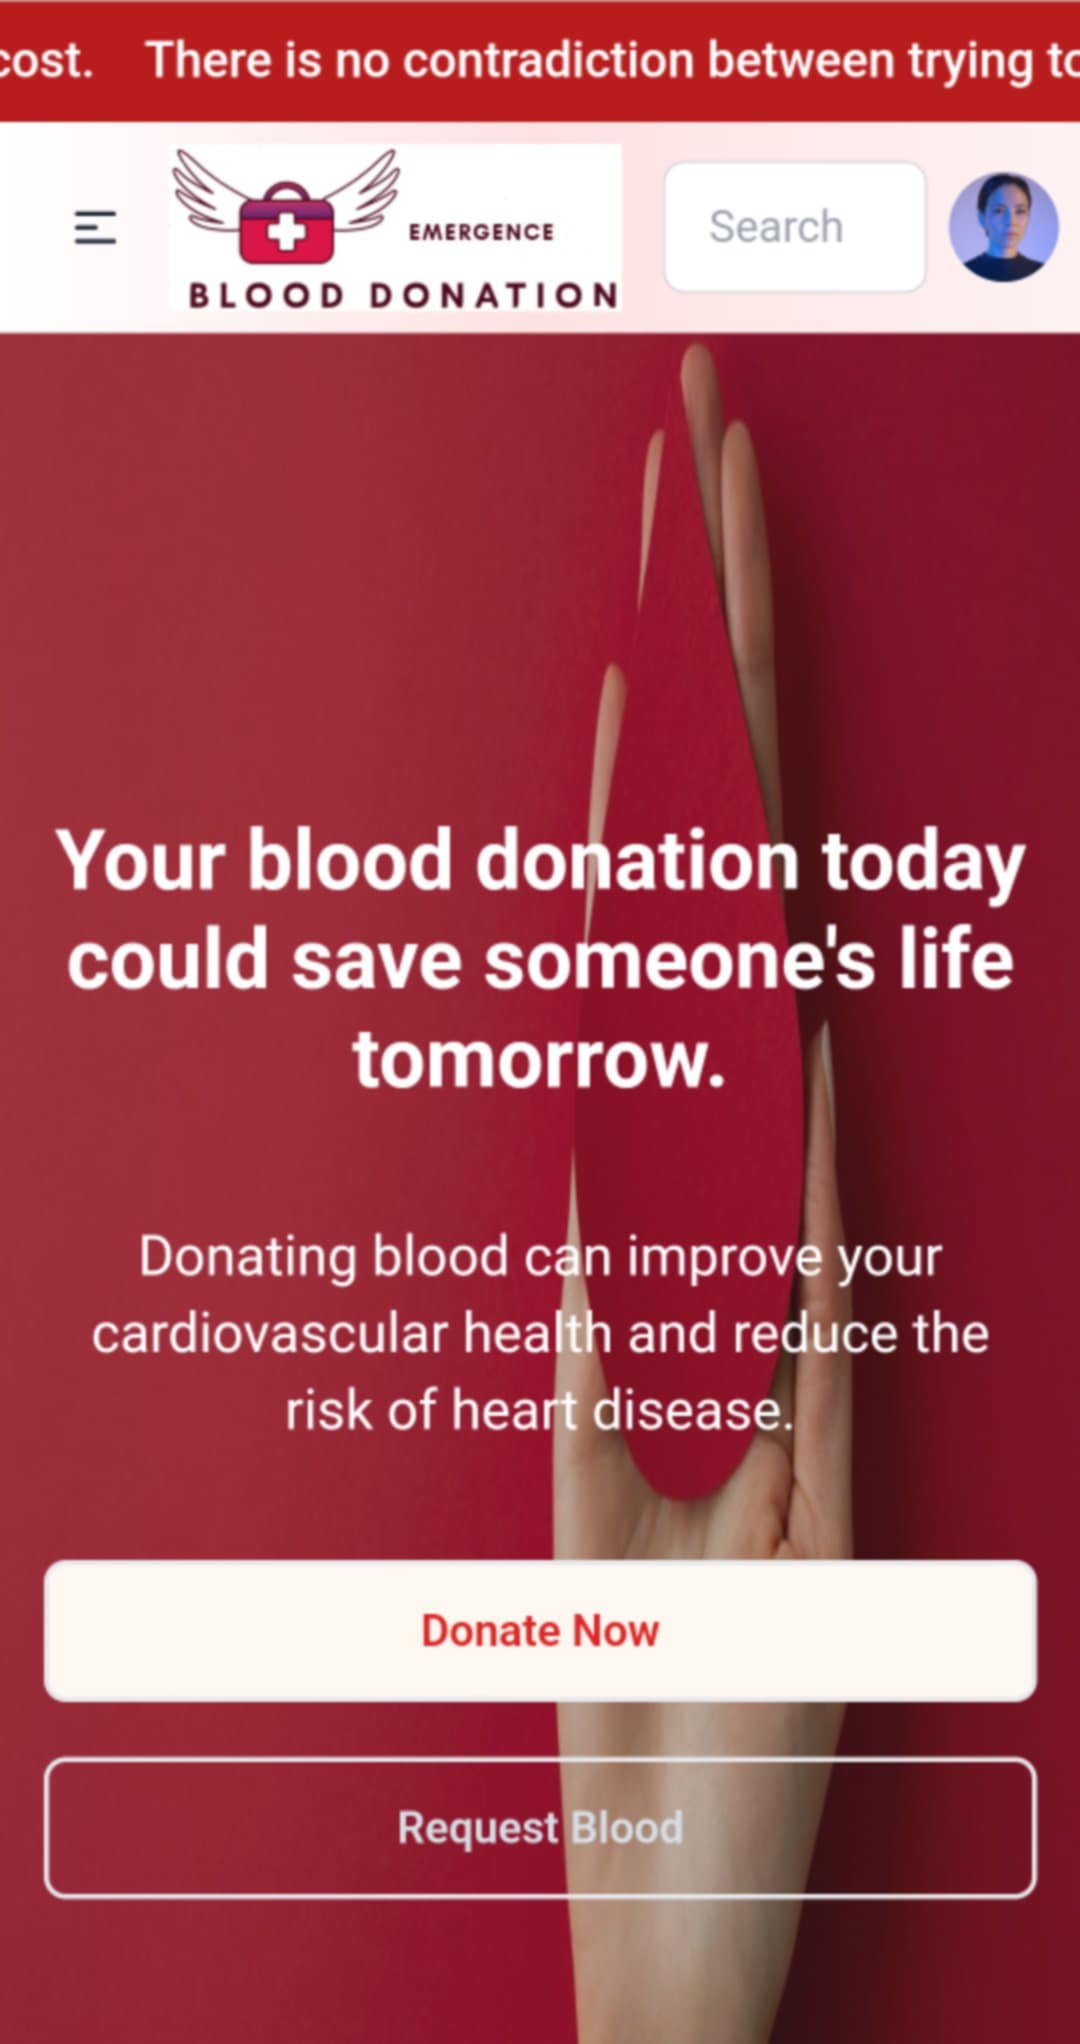 cost. There is no contradiction between trying to
EMERGENCE
BLOOD DONATION
Search
Your blood donation today
could save someone's life
tomorrow.
Donating blood can improve your
cardiovascular health and reduce the
risk of heart disease.
Donate Now
Request Blood